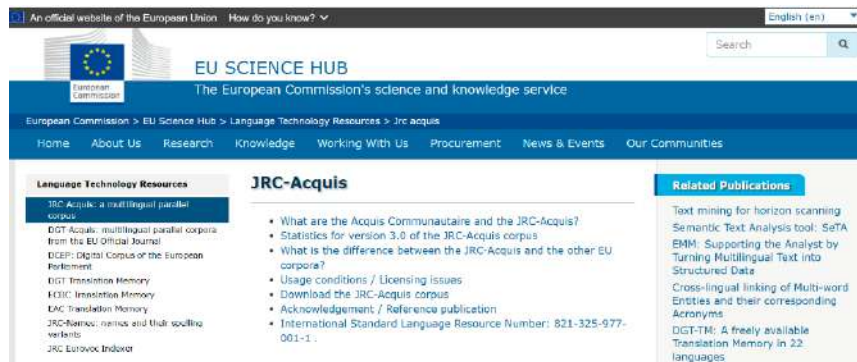 An official website of the European Union How do you know?
English (en)
European
Commission
EU SCIENCE HUB
The European Commission's science and knowledge service
Search
European Commission > EU Science Hub > Language Technology Resources > Jrc acquis
Home About Us Research Knowledge Working With Us Procurement News & Events Our Communities
Language Technology Resources
JRC-Acquis: a multilingual parallel
corpus
DGT-Acquis: multilingual parallel corpora
from the EU Official Journal
DCEP: Digital Corpus of the European
Parliament
DGT Translation Memory
ECDC Translation Memory
EAC Translation Memory
JRC-Names: names and their spelling
variants
JRC Eurovoc Indexer
JRC-Acquis
• What are the Acquis Communautaire and the JRC-Acquis?
• Statistics for version 3.0 of the JRC-Acquis corpus
• What is the difference between the JRC-Acquis and the other EU
corpora?
• Usage conditions / Licensing issues
• Download the JRC-Acquis corpus
• Acknowledgement / Reference publication
• International Standard Language Resource Number: 821-325-977-
001-1 .
Related Publications
Text mining for horizon scanning
Semantic Text Analysis tool: SeTA
EMM: Supporting the Analyst by
Turning Multilingual Text into
Structured Data
Cross-lingual linking of Multi-word
Entities and their corresponding
Acronyms
DGT-TM: A freely available
Translation Memory in 22
languages